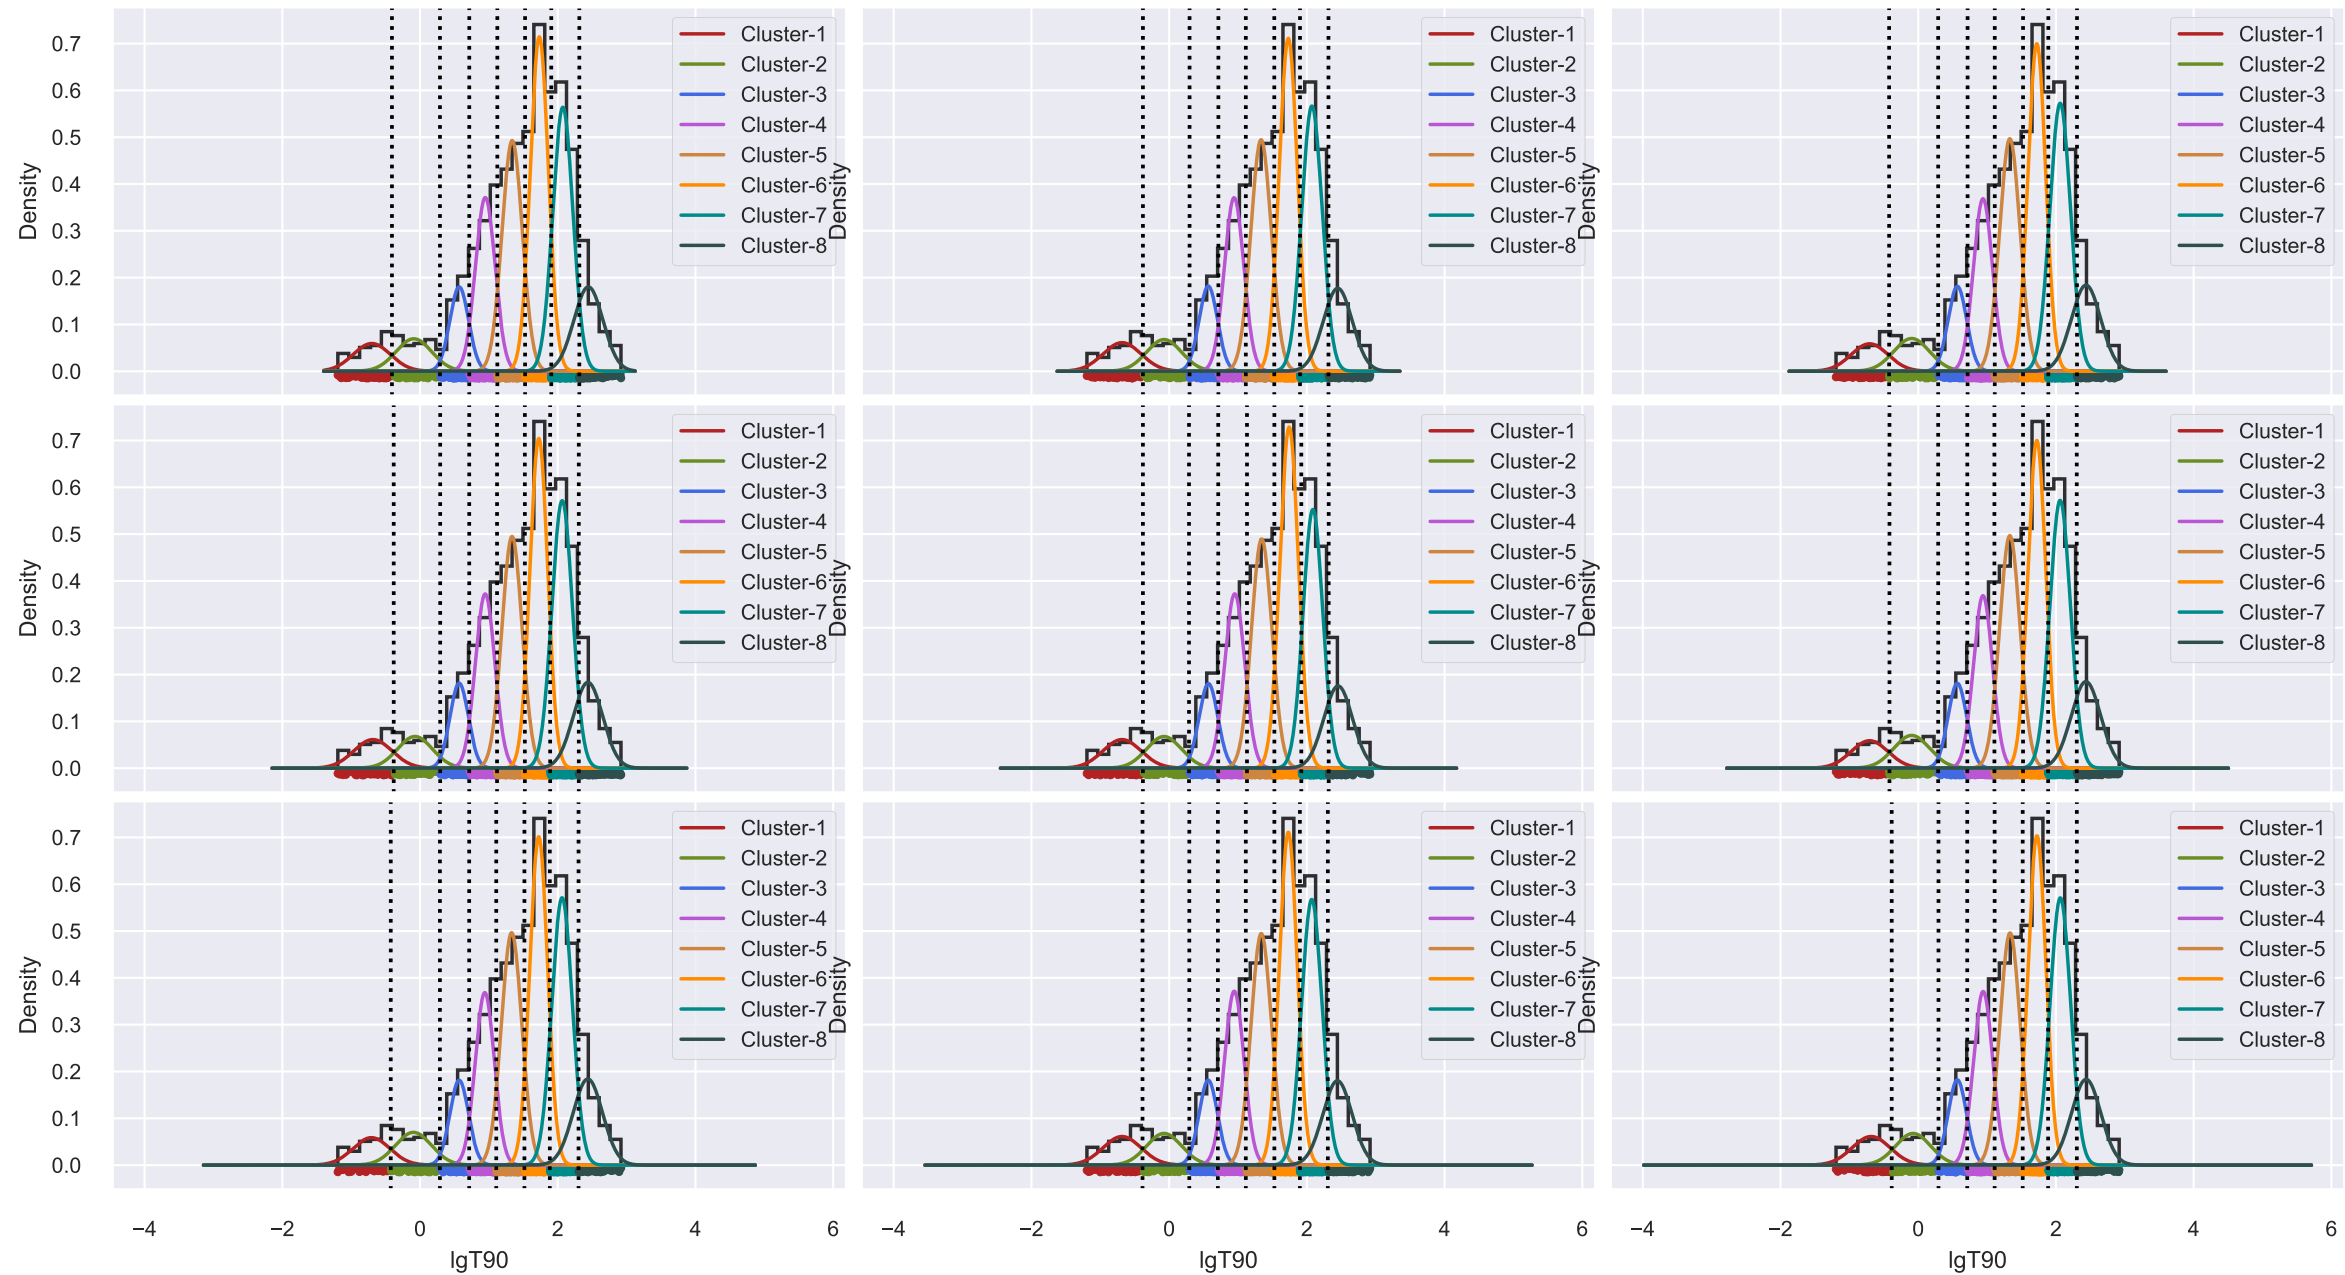 Density
0.7
0.6
0.5
0.4
0.3
0.2
0.1
0.0
Cluster-1
Cluster-2
Cluster-3
Cluster-4
Cluster-5
Cluster-6
Cluster-7
Cluster-8
Density
Cluster-1
Cluster-2
Cluster-3
Cluster-4
Cluster-5
Cluster-6
Cluster-7
Cluster-8
Density
Cluster-1
Cluster-2
Cluster-3
Cluster-4
Cluster-5
Cluster-6
Cluster-7
Cluster-8
Density
0.7
0.6
0.5
0.4
0.3
0.2
0.1
0.0
Cluster-1
Cluster-2
Cluster-3
Cluster-4
Cluster-5
Cluster-6
Cluster-7
Cluster-8
Density
Cluster-1
Cluster-2
Cluster-3
Cluster-4
Cluster-5
Cluster-6
Cluster-7
Cluster-8
Density
Cluster-1
Cluster-2
Cluster-3
Cluster-4
Cluster-5
Cluster-6
Cluster-7
Cluster-8
Density
0.7
0.6
0.5
0.4
0.3
0.2
0.1
0.0
Cluster-1
Cluster-2
Cluster-3
Cluster-4
Cluster-5
Cluster-6
Cluster-7
Cluster-8
−4 −2 0 2 4 6
lgT90
Density
Cluster-1
Cluster-2
Cluster-3
Cluster-4
Cluster-5
Cluster-6
Cluster-7
Cluster-8
−4 −2 0 2 4 6
lgT90
Density
Cluster-1
Cluster-2
Cluster-3
Cluster-4
Cluster-5
Cluster-6
Cluster-7
Cluster-8
−4 −2 0 2 4 6
lgT90